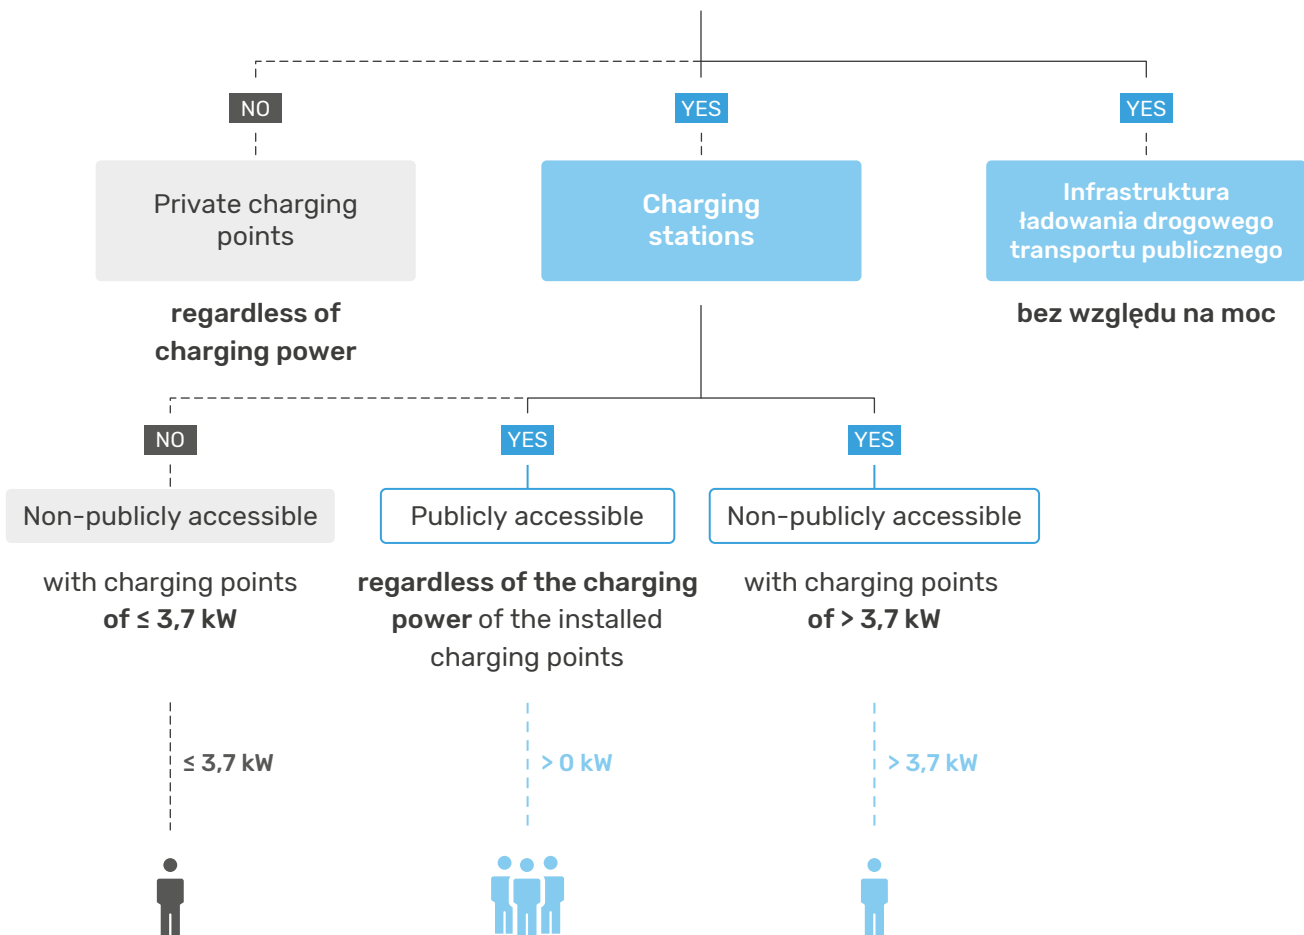 NO
YES
YES
Private charging
points
Charging
stations
Infrastruktura
ładowania drogowego
transportu publicznego
regardless of
charging power
bez względu na moc
NO
YES
YES
Non-publicly accessible
Publicly accessible
Non-publicly accessible
with charging points
of ≤ 3,7 kW
regardless of the charging
power of the installed
charging points
with charging points
of > 3,7 kW
≤ 3,7 kW
> 0 kW
> 3,7 kW